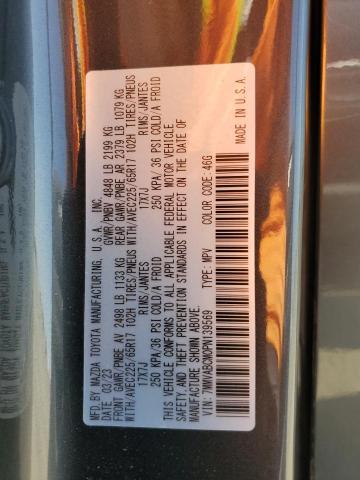 MFD. BY MAZDA TOYOTA MANUFACTURING, U.S.A. INC.
DATE: 03/23 GVWR/PNBV 4848 LB 2199 KG
FRONT GAWR/PNBE AV 2498 LB 1133 KG REAR GAWR/PNBE AR 2379 LB 1079 KG
WITH/AVEC225/65R17 102H TIRES/PNEUS WITH/AVEC225/65R17 102H TIRES/PNEUS
17X7J RIMS/JANTES 17X7J RIMS/JANTES
250 KPA/ 36 PSI COLD/A FROID 250 KPA/ 36 PSI COLD/A FROID
THIS VEHICLE CONFORMS TO ALL APPLICABLE FEDERAL MOTOR VEHICLE
SAFETY AND THEFT PREVENTION STANDARDS IN EFFECT ON THE DATE OF
MANUFACTURE SHOWN ABOVE.
VIN: 7MMVABCM0PN139569 TYPE: MPV COLOR CODE: 46G
MADE IN U.S.A.